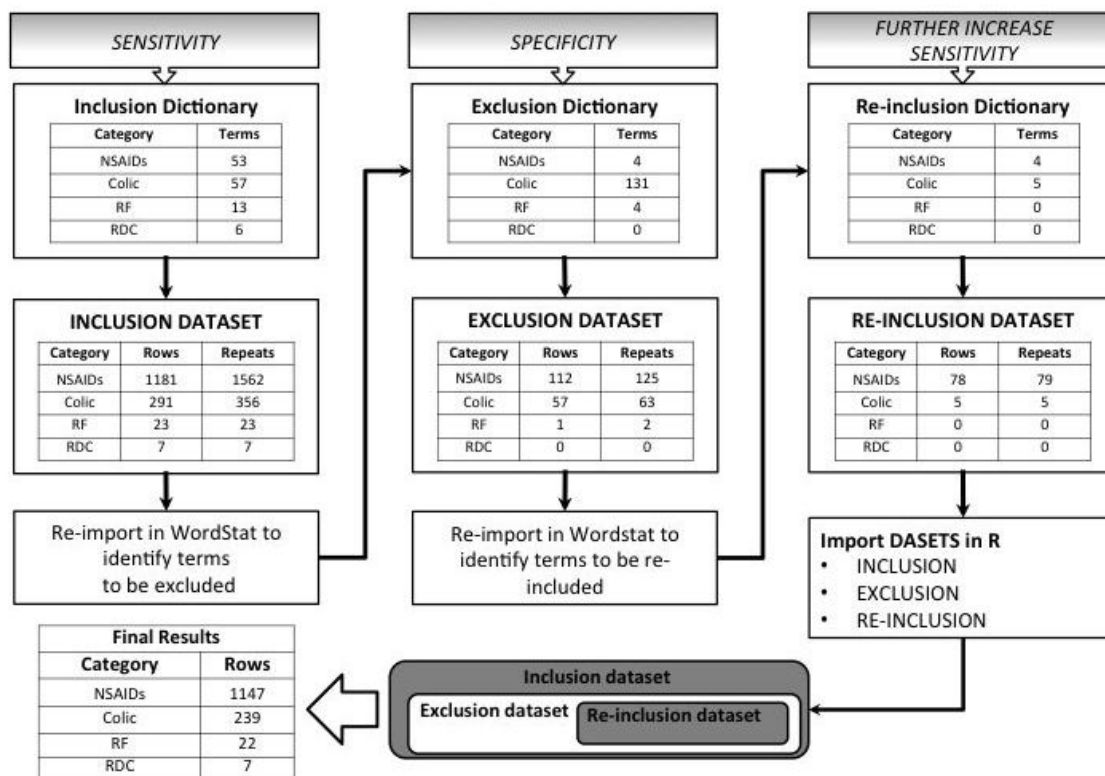 SENSITIVITY
Inclusion Dictionary
Category Terms
NSAIDs 53
Colic 57
RF 13
RDC 6
INCLUSION DATASET
Category Rows Repeats
NSAIDs 1181 1562
Colic 291 356
RF 23 23
RDC 7 7
Re-import in WordStat to
identify terms
to be excluded
SPECIFICITY
Exclusion Dictionary
Category Terms
NSAIDs 4
Colic 131
RF 4
RDC 0
EXCLUSION DATASET
Category Rows Repeats
NSAIDs 112 125
Colic 57 63
RF 1 2
RDC 0 0
Re-import in Wordstat to
identify terms to be re-
included
FURTHER INCREASE
SENSITIVITY
Re-inclusion Dictionary
Category Terms
NSAIDs 4
Colic 5
RF 0
RDC 0
RE-INCLUSION DATASET
Category Rows Repeats
NSAIDs 78 79
Colic 5 5
RF 0 0
RDC 0 0
Import DASETS in R
• INCLUSION
• EXCLUSION
• RE-INCLUSION
Inclusion dataset
Exclusion dataset
Re-inclusion dataset
Final Results
Category Rows
NSAIDs 1147
Colic 239
RF 22
RDC 7